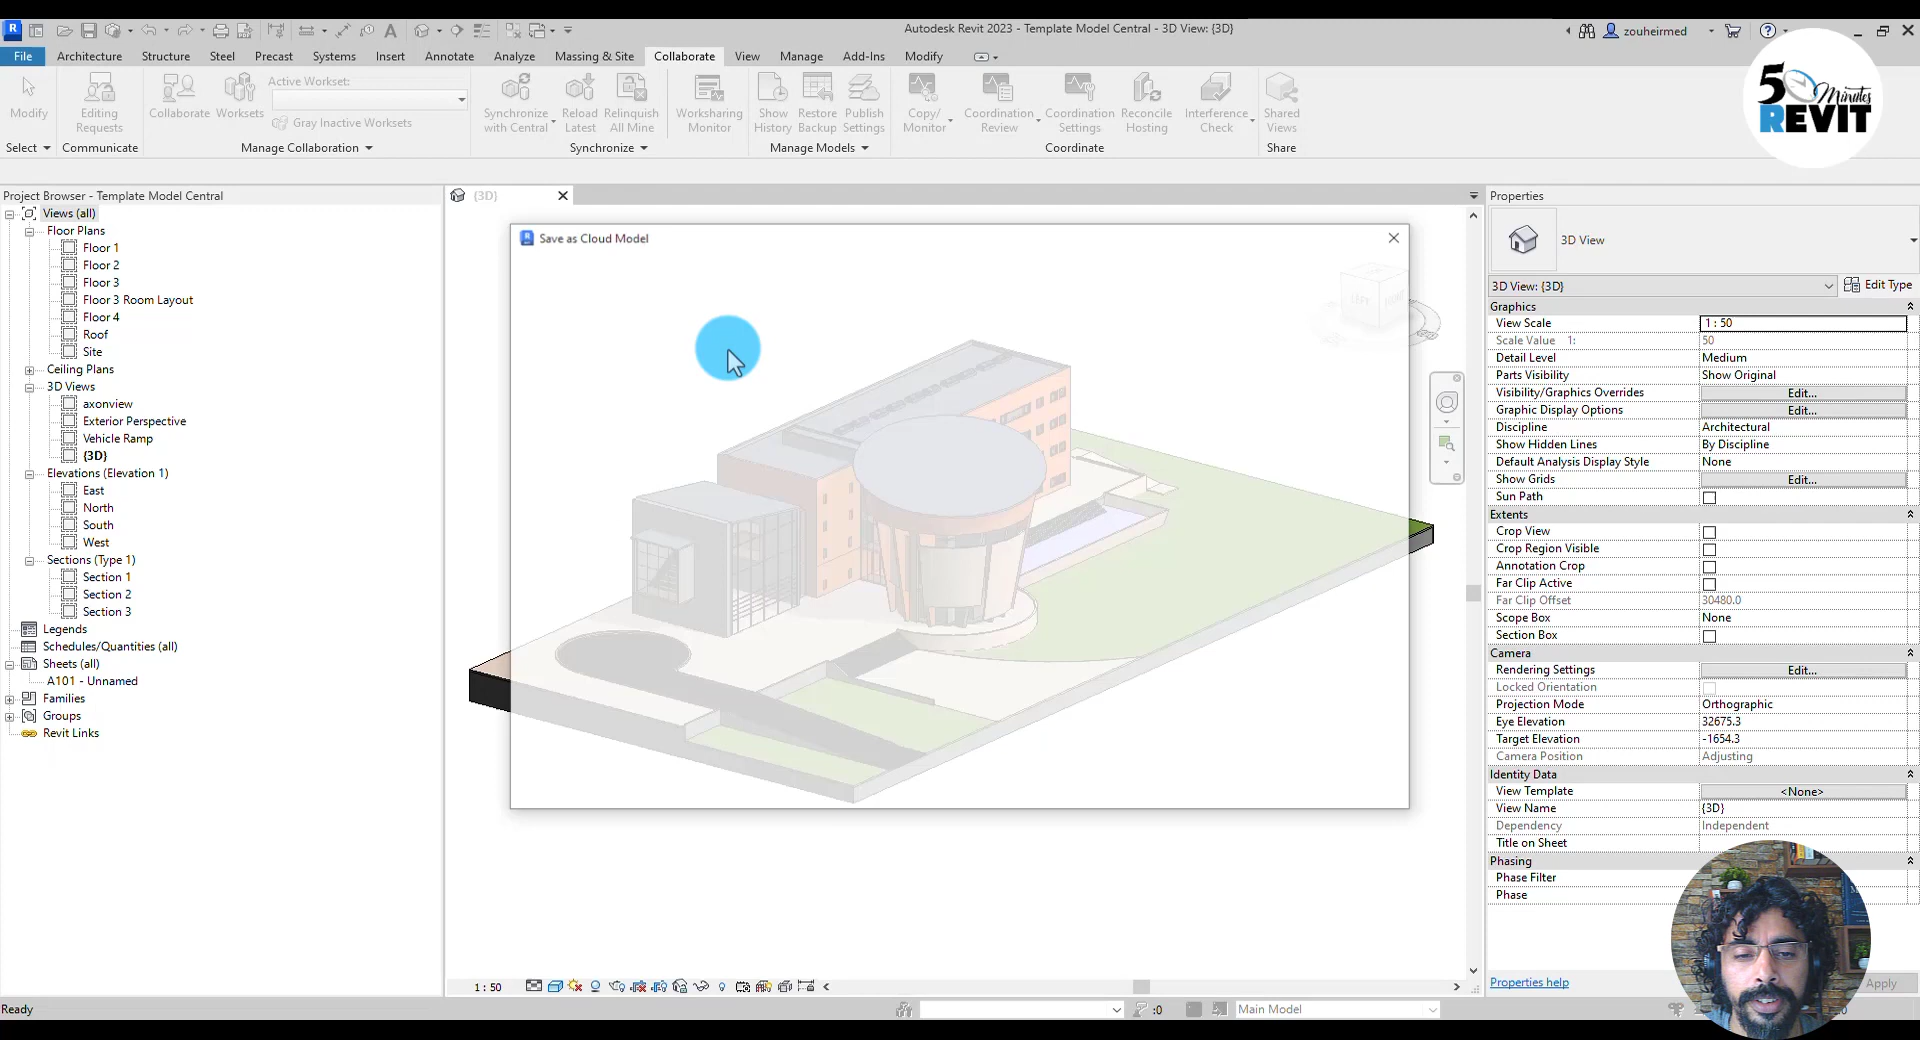 Autodesk Revit 2023 - Template Model Central - 3D View: {3D}
zouheirmed
File Architecture Structure Steel Precast Systems Insert Annotate Analyze Massing & Site Collaborate View Manage Add-Ins Modify
5 Minutes
REVIT
Modify
Editing Requests
Collaborate
Worksets
Active Workset:
Gray Inactive Worksets
Synchronize with Central
Reload Latest
Relinquish All Mine
Worksharing Monitor
Show History
Restore Backup
Publish Settings
Copy/ Monitor
Coordination Review
Coordination Settings
Reconcile Hosting
Interference Check
Shared Views
Select Communicate Manage Collaboration Synchronize Manage Models Coordinate Share
Project Browser - Template Model Central
Views (all)
Floor Plans
Floor 1
Floor 2
Floor 3
Floor 3 Room Layout
Floor 4
Roof
Site
Ceiling Plans
3D Views
axonview
Exterior Perspective
Vehicle Ramp
{3D}
Elevations (Elevation 1)
East
North
South
West
Sections (Type 1)
Section 1
Section 2
Section 3
Legends
Schedules/Quantities (all)
Sheets (all)
A101 - Unnamed
Families
Groups
Revit Links
{3D}
Save as Cloud Model
LEFT
Properties
3D View
3D View: {3D} Edit Type
Graphics
View Scale 1 : 50
Scale Value 1: 50
Detail Level Medium
Parts Visibility Show Original
Visibility/Graphics Overrides Edit...
Graphic Display Options Edit...
Discipline Architectural
Show Hidden Lines By Discipline
Default Analysis Display Style None
Show Grids Edit...
Sun Path
Extents
Crop View
Crop Region Visible
Annotation Crop
Far Clip Active
Far Clip Offset 30480.0
Scope Box None
Section Box
Camera
Rendering Settings Edit...
Locked Orientation
Projection Mode Orthographic
Eye Elevation 32675.3
Target Elevation -1654.3
Camera Position Adjusting
Identity Data
View Template <None>
View Name {3D}
Dependency Independent
Title on Sheet
Phasing
Phase Filter
Phase
Properties help Apply
1 : 50
Ready
:0
Main Model